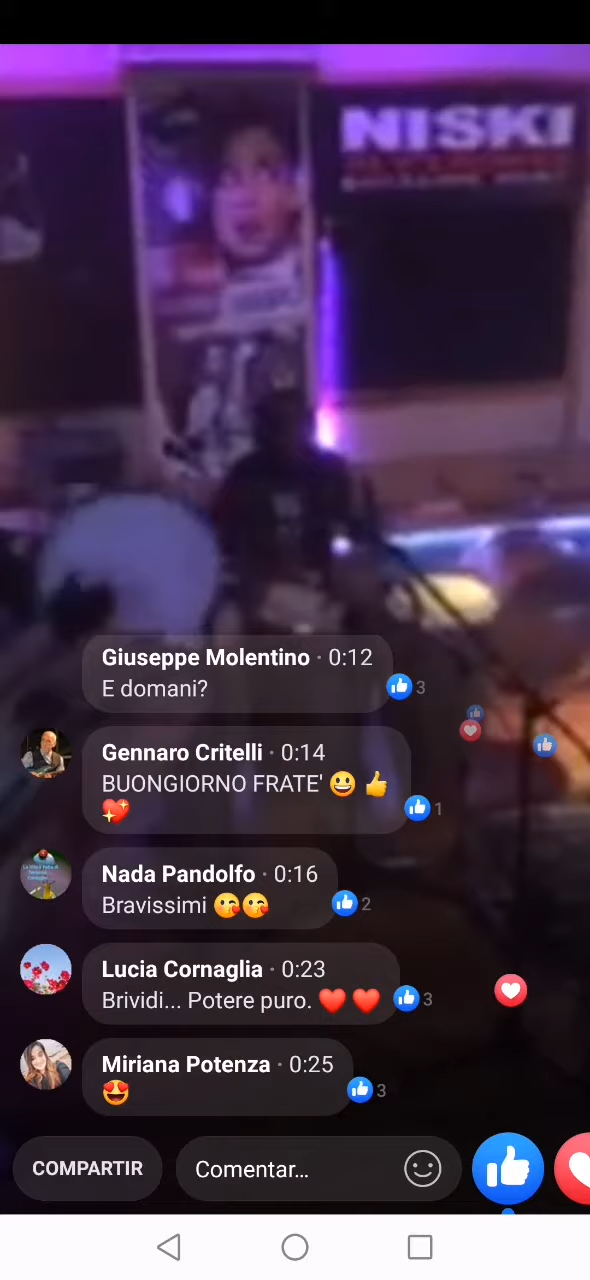 NISKI
Giuseppe Molentino · 0:12
E domani?
3
Gennaro Critelli · 0:14
BUONGIORNO FRATE' 😃 👍
💖
1
Nada Pandolfo · 0:16
Bravissimi 😘😘
2
Lucia Cornaglia · 0:23
Brividi... Potere puro. ❤️ ❤️
3
Miriana Potenza · 0:25
😍
3
COMPARTIR
Comentar...